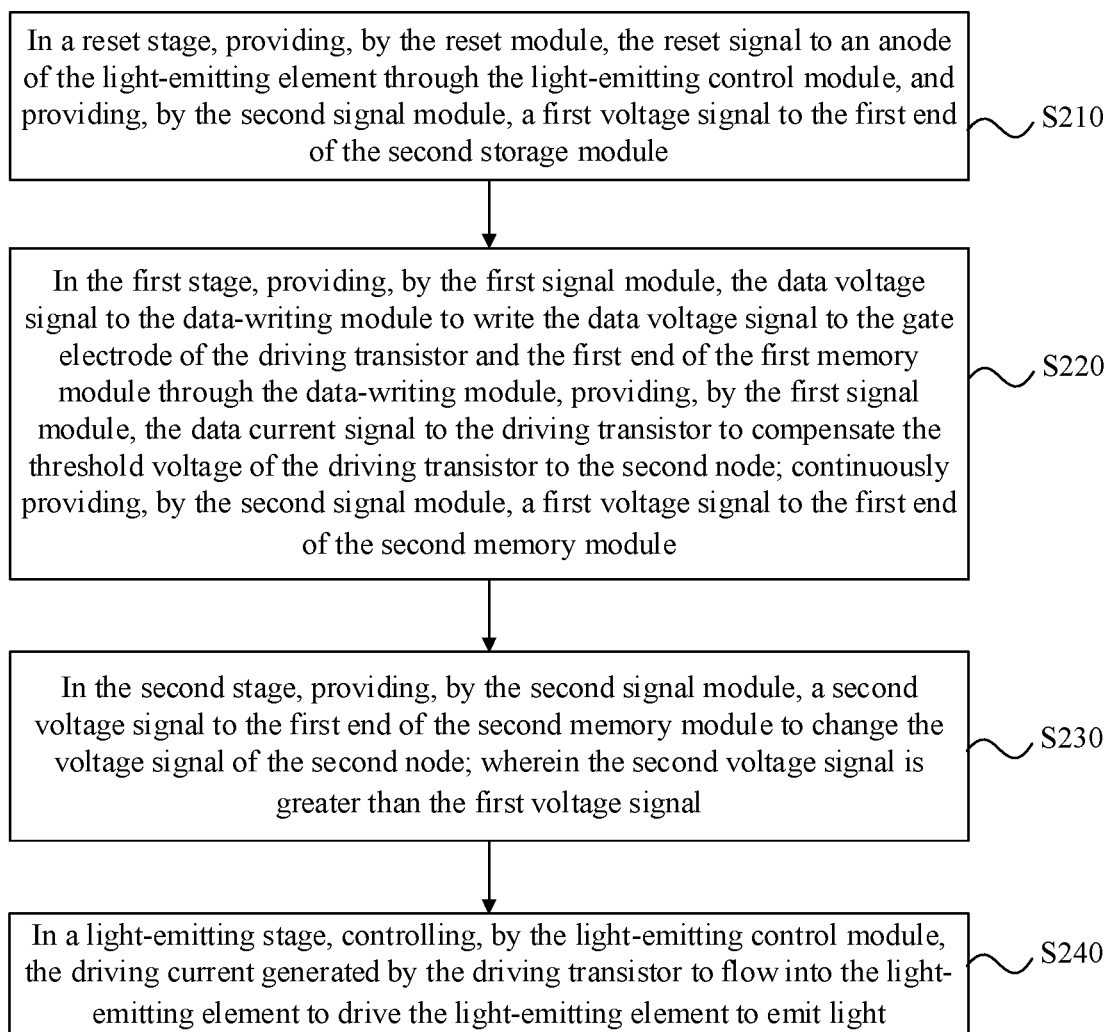 In a reset stage, providing, by the reset module, the reset signal to an anode
of the light-emitting element through the light-emitting control module, and
providing, by the second signal module, a first voltage signal to the first end
of the second storage module
S210
In the first stage, providing, by the first signal module, the data voltage
signal to the data-writing module to write the data voltage signal to the gate
electrode of the driving transistor and the first end of the first memory
module through the data-writing module, providing, by the first signal
module, the data current signal to the driving transistor to compensate the
threshold voltage of the driving transistor to the second node; continuously
providing, by the second signal module, a first voltage signal to the first end
of the second memory module
S220
In the second stage, providing, by the second signal module, a second
voltage signal to the first end of the second memory module to change the
voltage signal of the second node; wherein the second voltage signal is
greater than the first voltage signal
S230
In a light-emitting stage, controlling, by the light-emitting control module,
the driving current generated by the driving transistor to flow into the light-
emitting element to drive the light-emitting element to emit light
S240